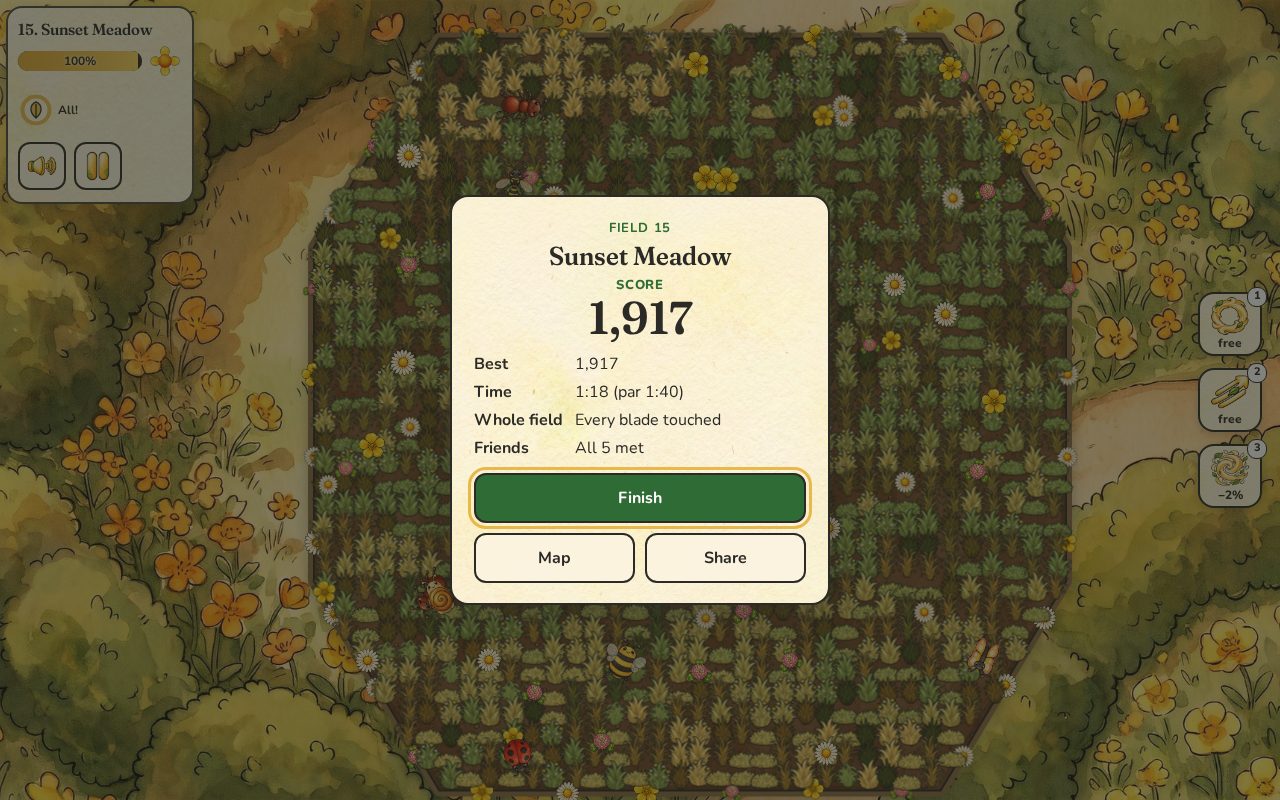 15. Sunset Meadow
100%
All!
FIELD 15
Sunset Meadow
SCORE
1,917
Best 1,917
Time 1:18 (par 1:40)
Whole field Every blade touched
Friends All 5 met
Finish
Map Share
1
free
2
free
3
−2%